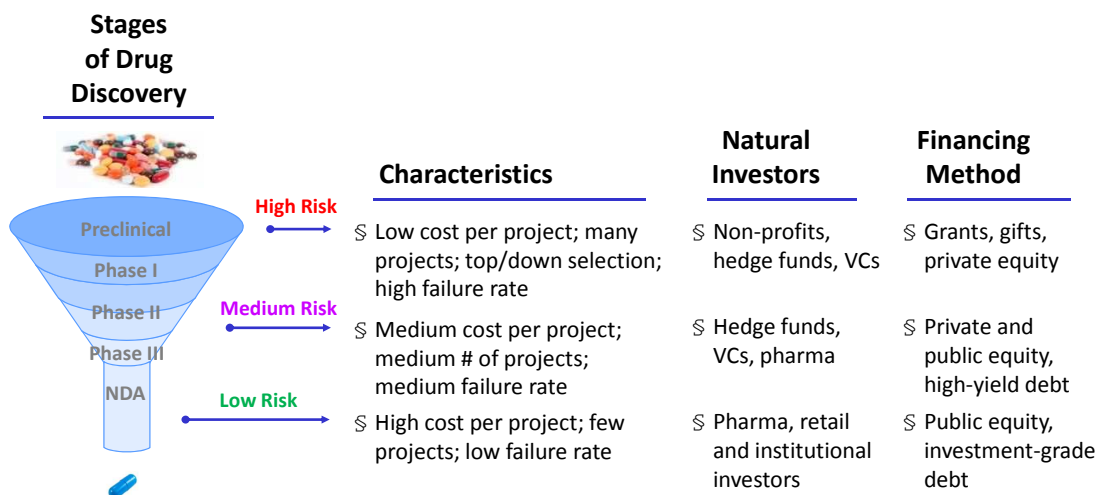 Stages
of Drug
Discovery
Characteristics
Natural
Investors
Financing
Method
Preclinical
Phase I
Phase II
Phase III
NDA
High Risk
§ Low cost per project; many
projects; top/down selection;
high failure rate
§ Non-profits,
hedge funds, VCs
§ Grants, gifts,
private equity
Medium Risk
§ Medium cost per project;
medium # of projects;
medium failure rate
§ Hedge funds,
VCs, pharma
§ Private and
public equity,
high-yield debt
Low Risk
§ High cost per project; few
projects; low failure rate
§ Pharma, retail
and institutional
investors
§ Public equity,
investment-grade
debt